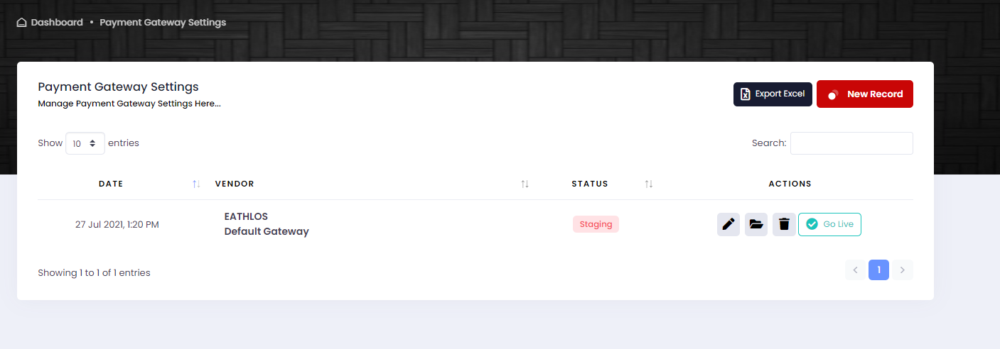 Dashboard • Payment Gateway Settings
Payment Gateway Settings
Manage Payment Gateway Settings Here...
Export Excel
New Record
Show 10 entries
Search:
DATE VENDOR STATUS ACTIONS
27 Jul 2021, 1:20 PM
EATHLOS
Default Gateway
Staging
Go Live
Showing 1 to 1 of 1 entries
1